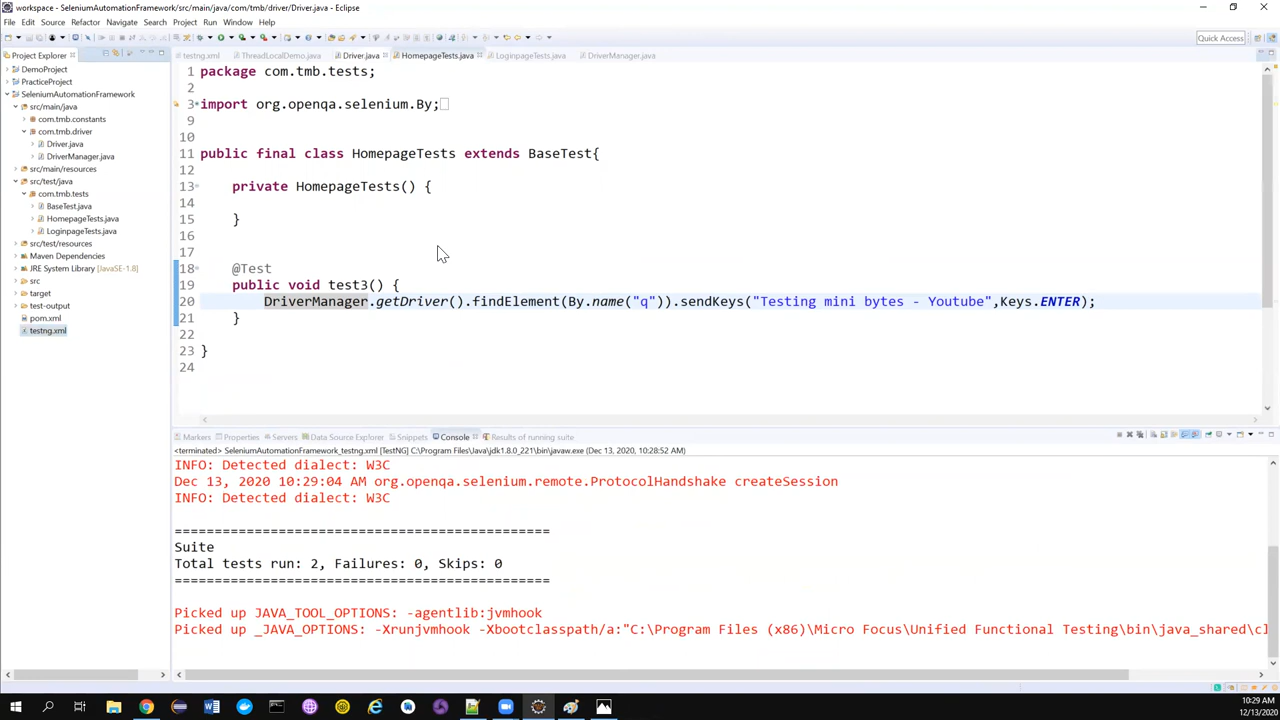 workspace - SeleniumAutomationFramework/src/main/java/com/tmb/driver/Driver.java - Eclipse
File Edit Source Refactor Navigate Search Project Run Window Help
Quick Access
Project Explorer
testng.xml ThreadLocalDemo.java Driver.java HomepageTests.java LoginpageTests.java DriverManager.java
DemoProject
PracticeProject
SeleniumAutomationFramework
src/main/java
com.tmb.constants
com.tmb.driver
Driver.java
DriverManager.java
src/main/resources
src/test/java
com.tmb.tests
BaseTest.java
HomepageTests.java
LoginpageTests.java
src/test/resources
Maven Dependencies
JRE System Library [JavaSE-1.8]
src
target
test-output
pom.xml
testng.xml
1 package com.tmb.tests;
2
3 import org.openqa.selenium.By;
9
10
11 public final class HomepageTests extends BaseTest{
12
13 private HomepageTests() {
14
15 }
16
17
18 @Test
19 public void test3() {
20 DriverManager.getDriver().findElement(By.name("q")).sendKeys("Testing mini bytes - Youtube",Keys.ENTER);
21 }
22
23 }
24
Markers Properties Servers Data Source Explorer Snippets Console Results of running suite
<terminated> SeleniumAutomationFramework_testng.xml [TestNG] C:\Program Files\Java\jdk1.8.0_221\bin\javaw.exe (Dec 13, 2020, 10:28:52 AM)
INFO: Detected dialect: W3C
Dec 13, 2020 10:29:04 AM org.openqa.selenium.remote.ProtocolHandshake createSession
INFO: Detected dialect: W3C
===============================================
Suite
Total tests run: 2, Failures: 0, Skips: 0
===============================================
Picked up JAVA_TOOL_OPTIONS: -agentlib:jvmhook
Picked up _JAVA_OPTIONS: -Xrunjvmhook -Xbootclasspath/a:"C:\Program Files (x86)\Micro Focus\Unified Functional Testing\bin\java_shared\cl
10:29 AM
12/13/2020